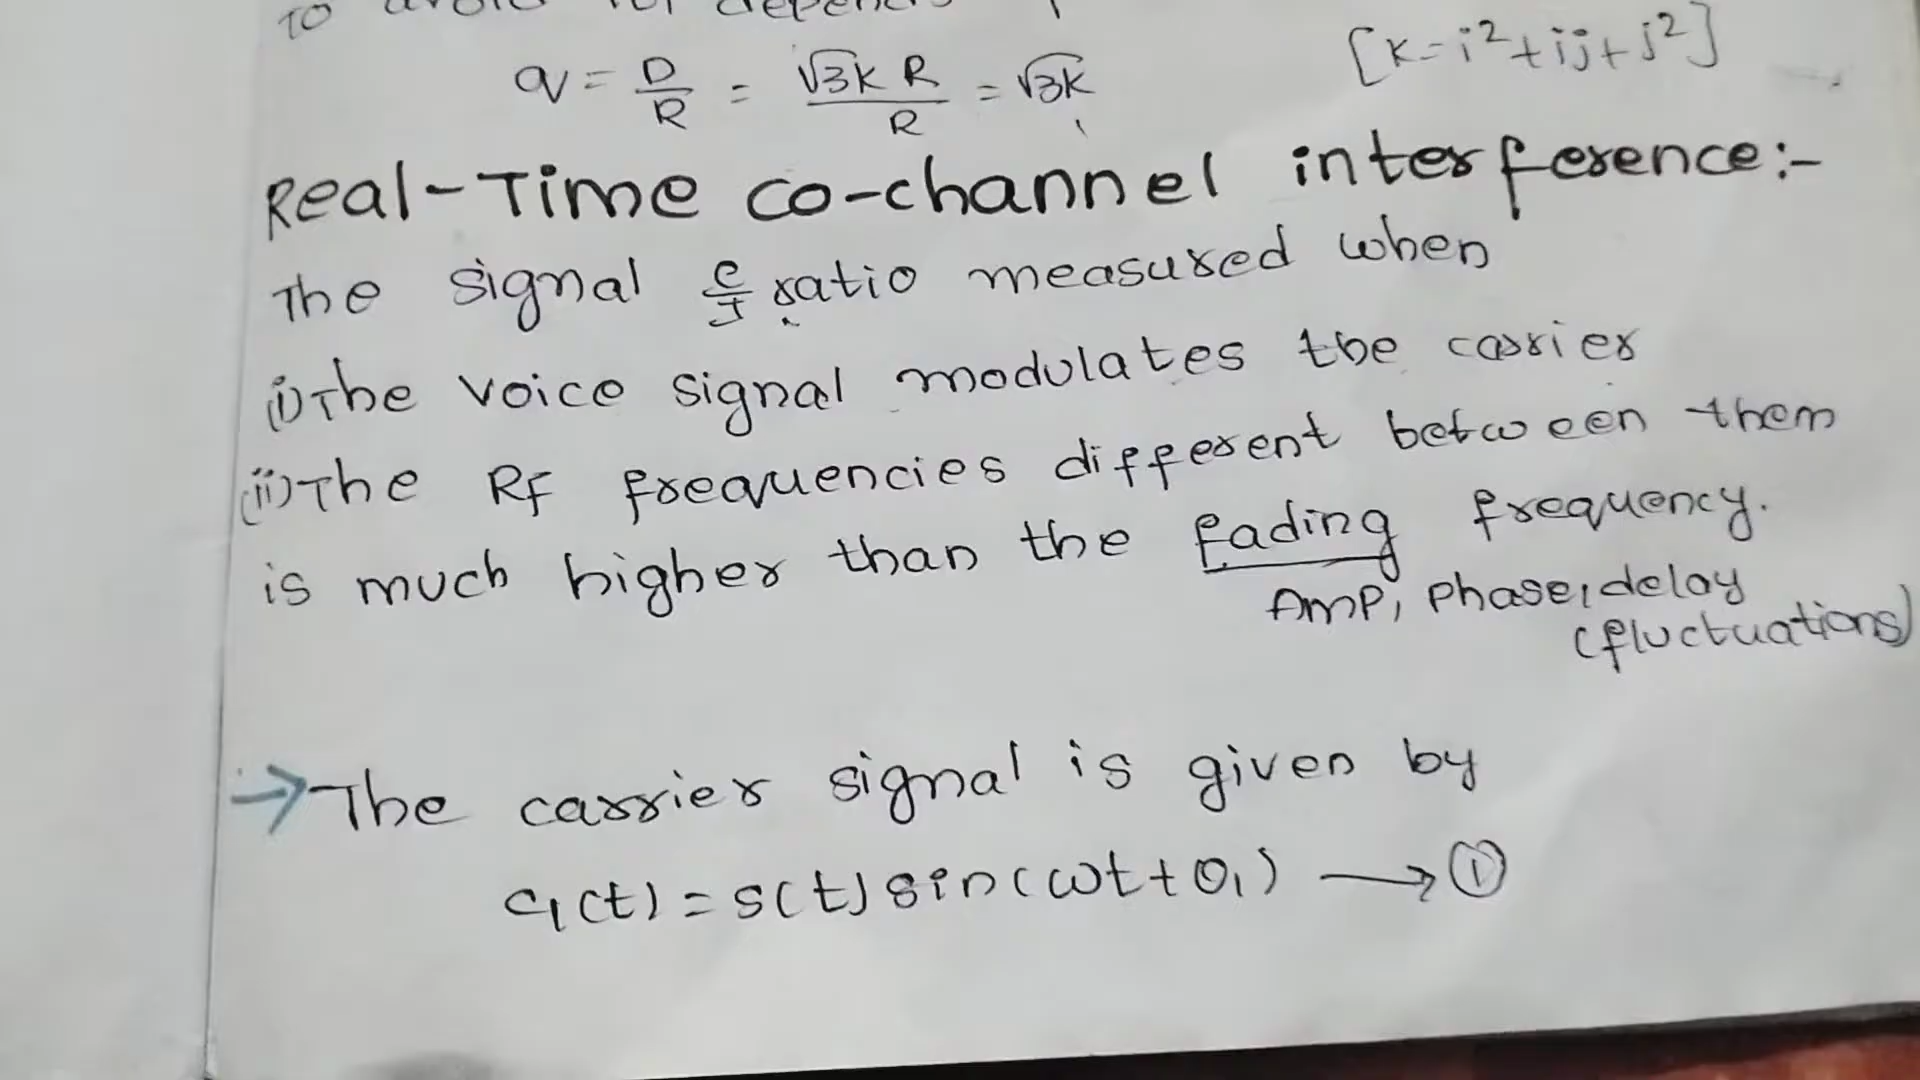 to avoid
q = D/R = √3K R/R = √3K
[K = i² + ij + j²]
Real-Time co-channel interference:-
The signal C/I ratio measured when
(i) The voice signal modulates the carrier
(ii) The RF frequencies different between them
is much higher than the fading frequency.
Amp, Phase, delay
(fluctuations)
→ The carrier signal is given by
c₁(t) = s(t) sin(ωt + θ₁) → ①